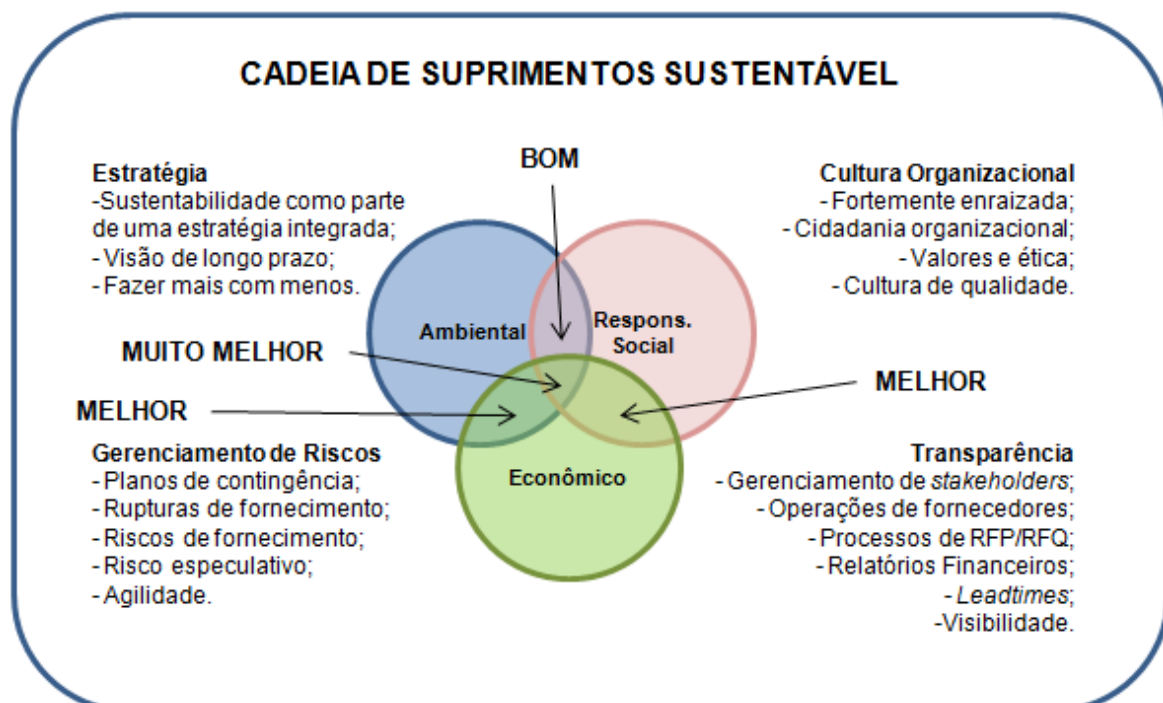 CADEIA DE SUPRIMENTOS SUSTENTÁVEL
Estratégia
-Sustentabilidade como parte
de uma estratégia integrada;
- Visão de longo prazo;
- Fazer mais com menos.
BOM
Cultura Organizacional
- Fortemente enraizada;
- Cidadania organizacional;
- Valores e ética;
- Cultura de qualidade.
Ambiental
Respons.
Social
MUITO MELHOR
MELHOR
MELHOR
Econômico
Gerenciamento de Riscos
- Planos de contingência;
- Rupturas de fornecimento;
- Riscos de fornecimento;
- Risco especulativo;
- Agilidade.
Transparência
- Gerenciamento de stakeholders;
- Operações de fornecedores;
- Processos de RFP/RFQ;
- Relatórios Financeiros;
- Leadtimes;
-Visibilidade.